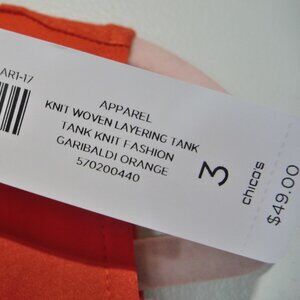 AR1-17
APPAREL
KNIT WOVEN LAYERING TANK
TANK KNIT FASHION
GARIBALDI ORANGE
570200440
3
chico's
$49.00